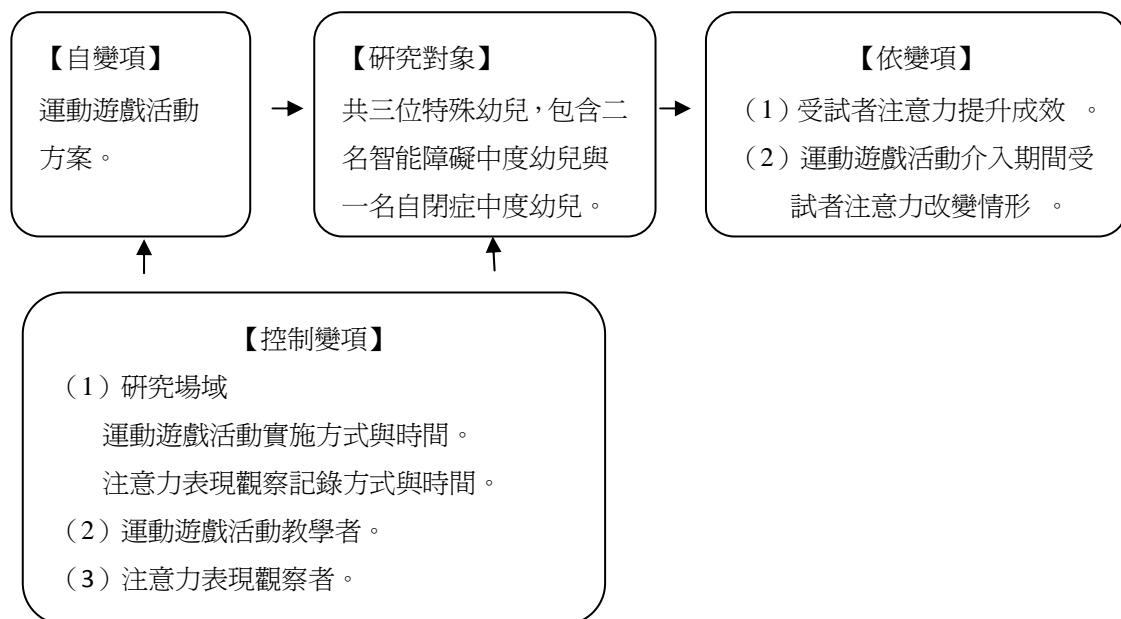 【自變項】
運動遊戲活動
方案。
【研究對象】
共三位特殊幼兒，包含二
名智能障礙中度幼兒與
一名自閉症中度幼兒。
【依變項】
（1）受試者注意力提升成效 。
（2）運動遊戲活動介入期間受
試者注意力改變情形 。
【控制變項】
（1）研究場域
運動遊戲活動實施方式與時間。
注意力表現觀察記錄方式與時間。
（2）運動遊戲活動教學者。
（3）注意力表現觀察者。